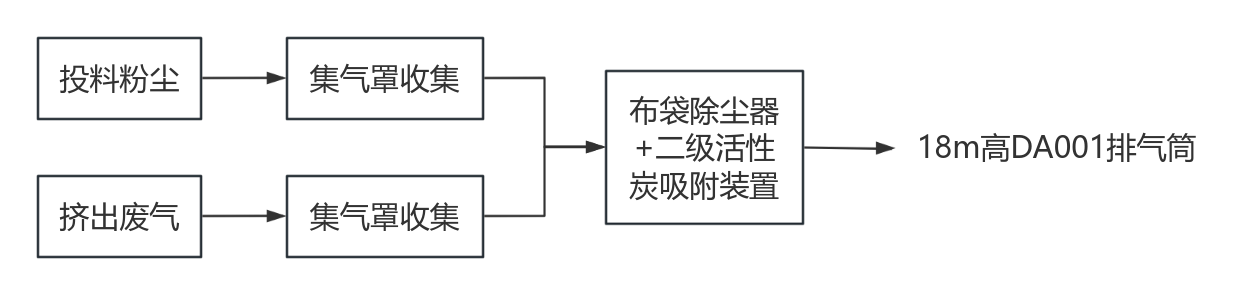 投料粉尘
集气罩收集
挤出废气
集气罩收集
布袋除尘器
+二级活性
炭吸附装置
18m高DA001排气筒